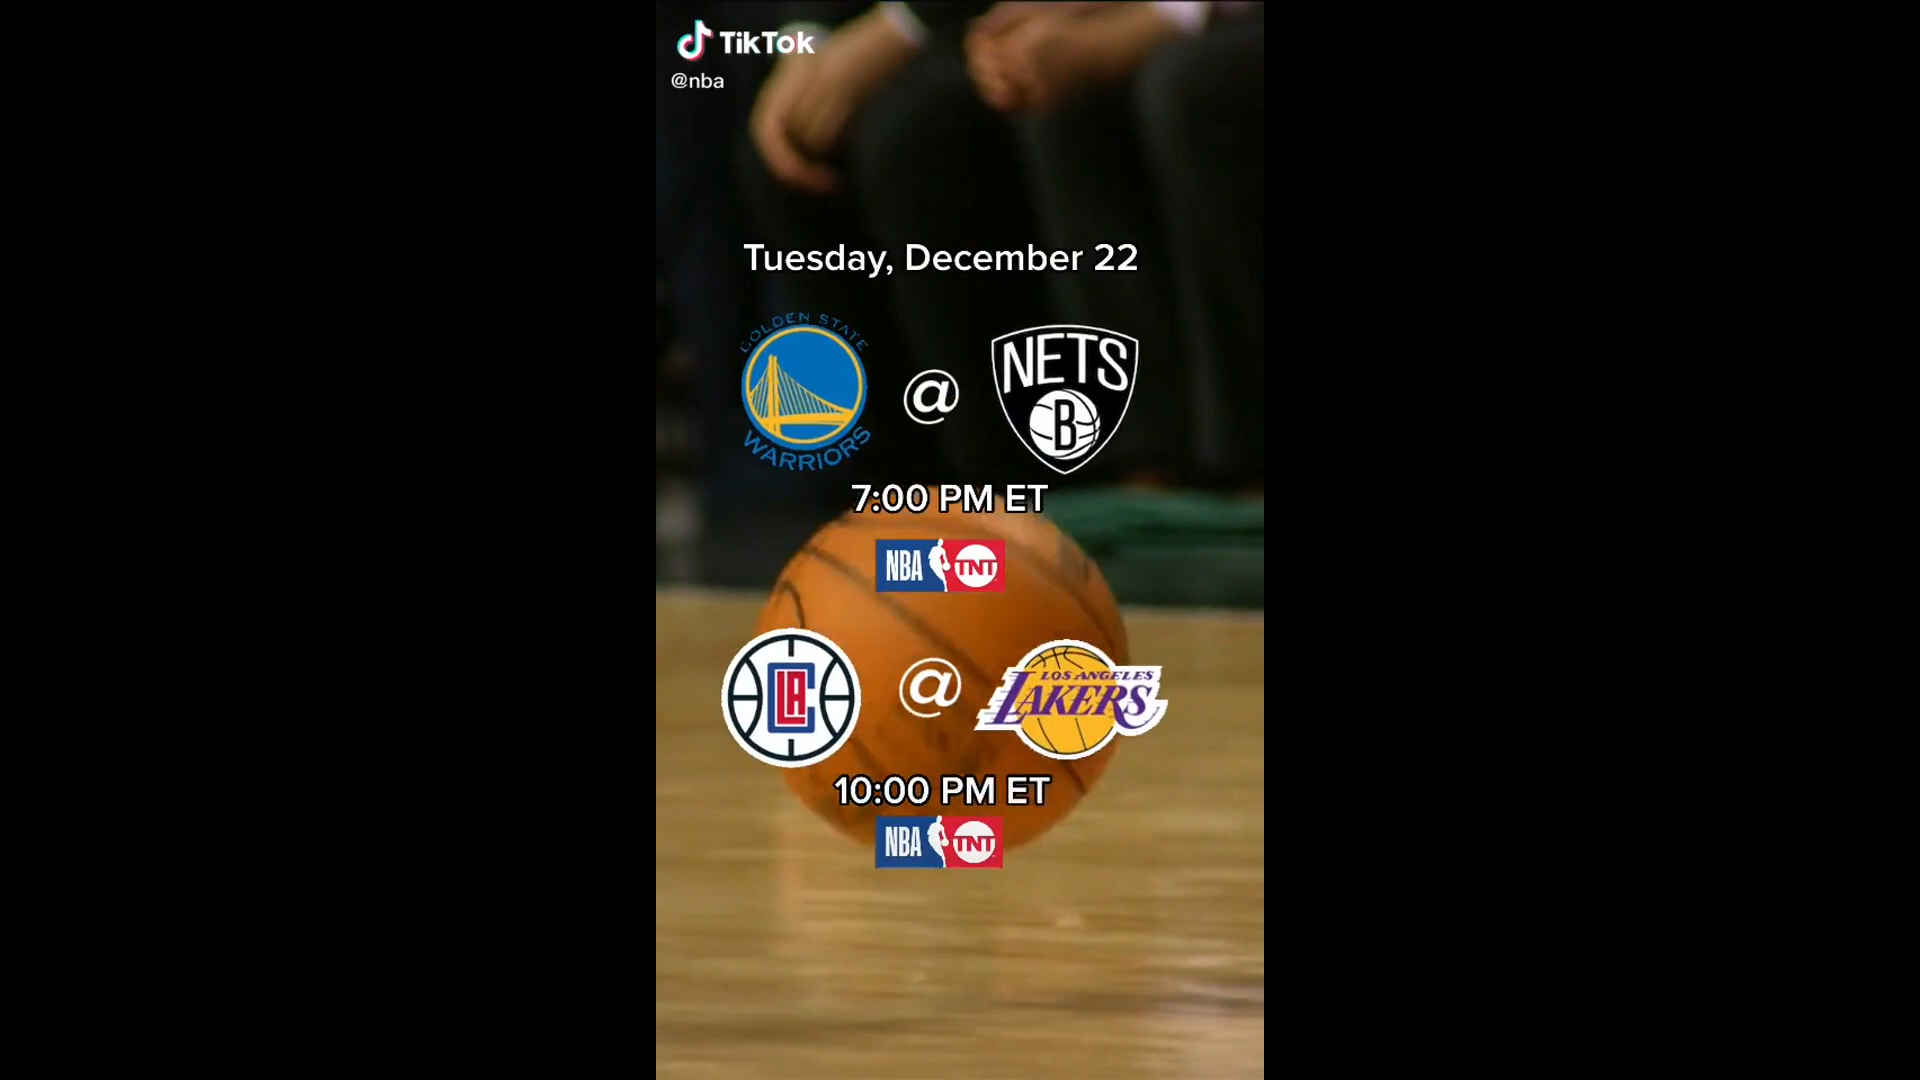 TikTok
@nba
Tuesday, December 22
GOLDEN STATE
WARRIORS
@
NETS
B
7:00 PM ET
NBA TNT
LAC
@
LOS ANGELES
LAKERS
10:00 PM ET
NBA TNT